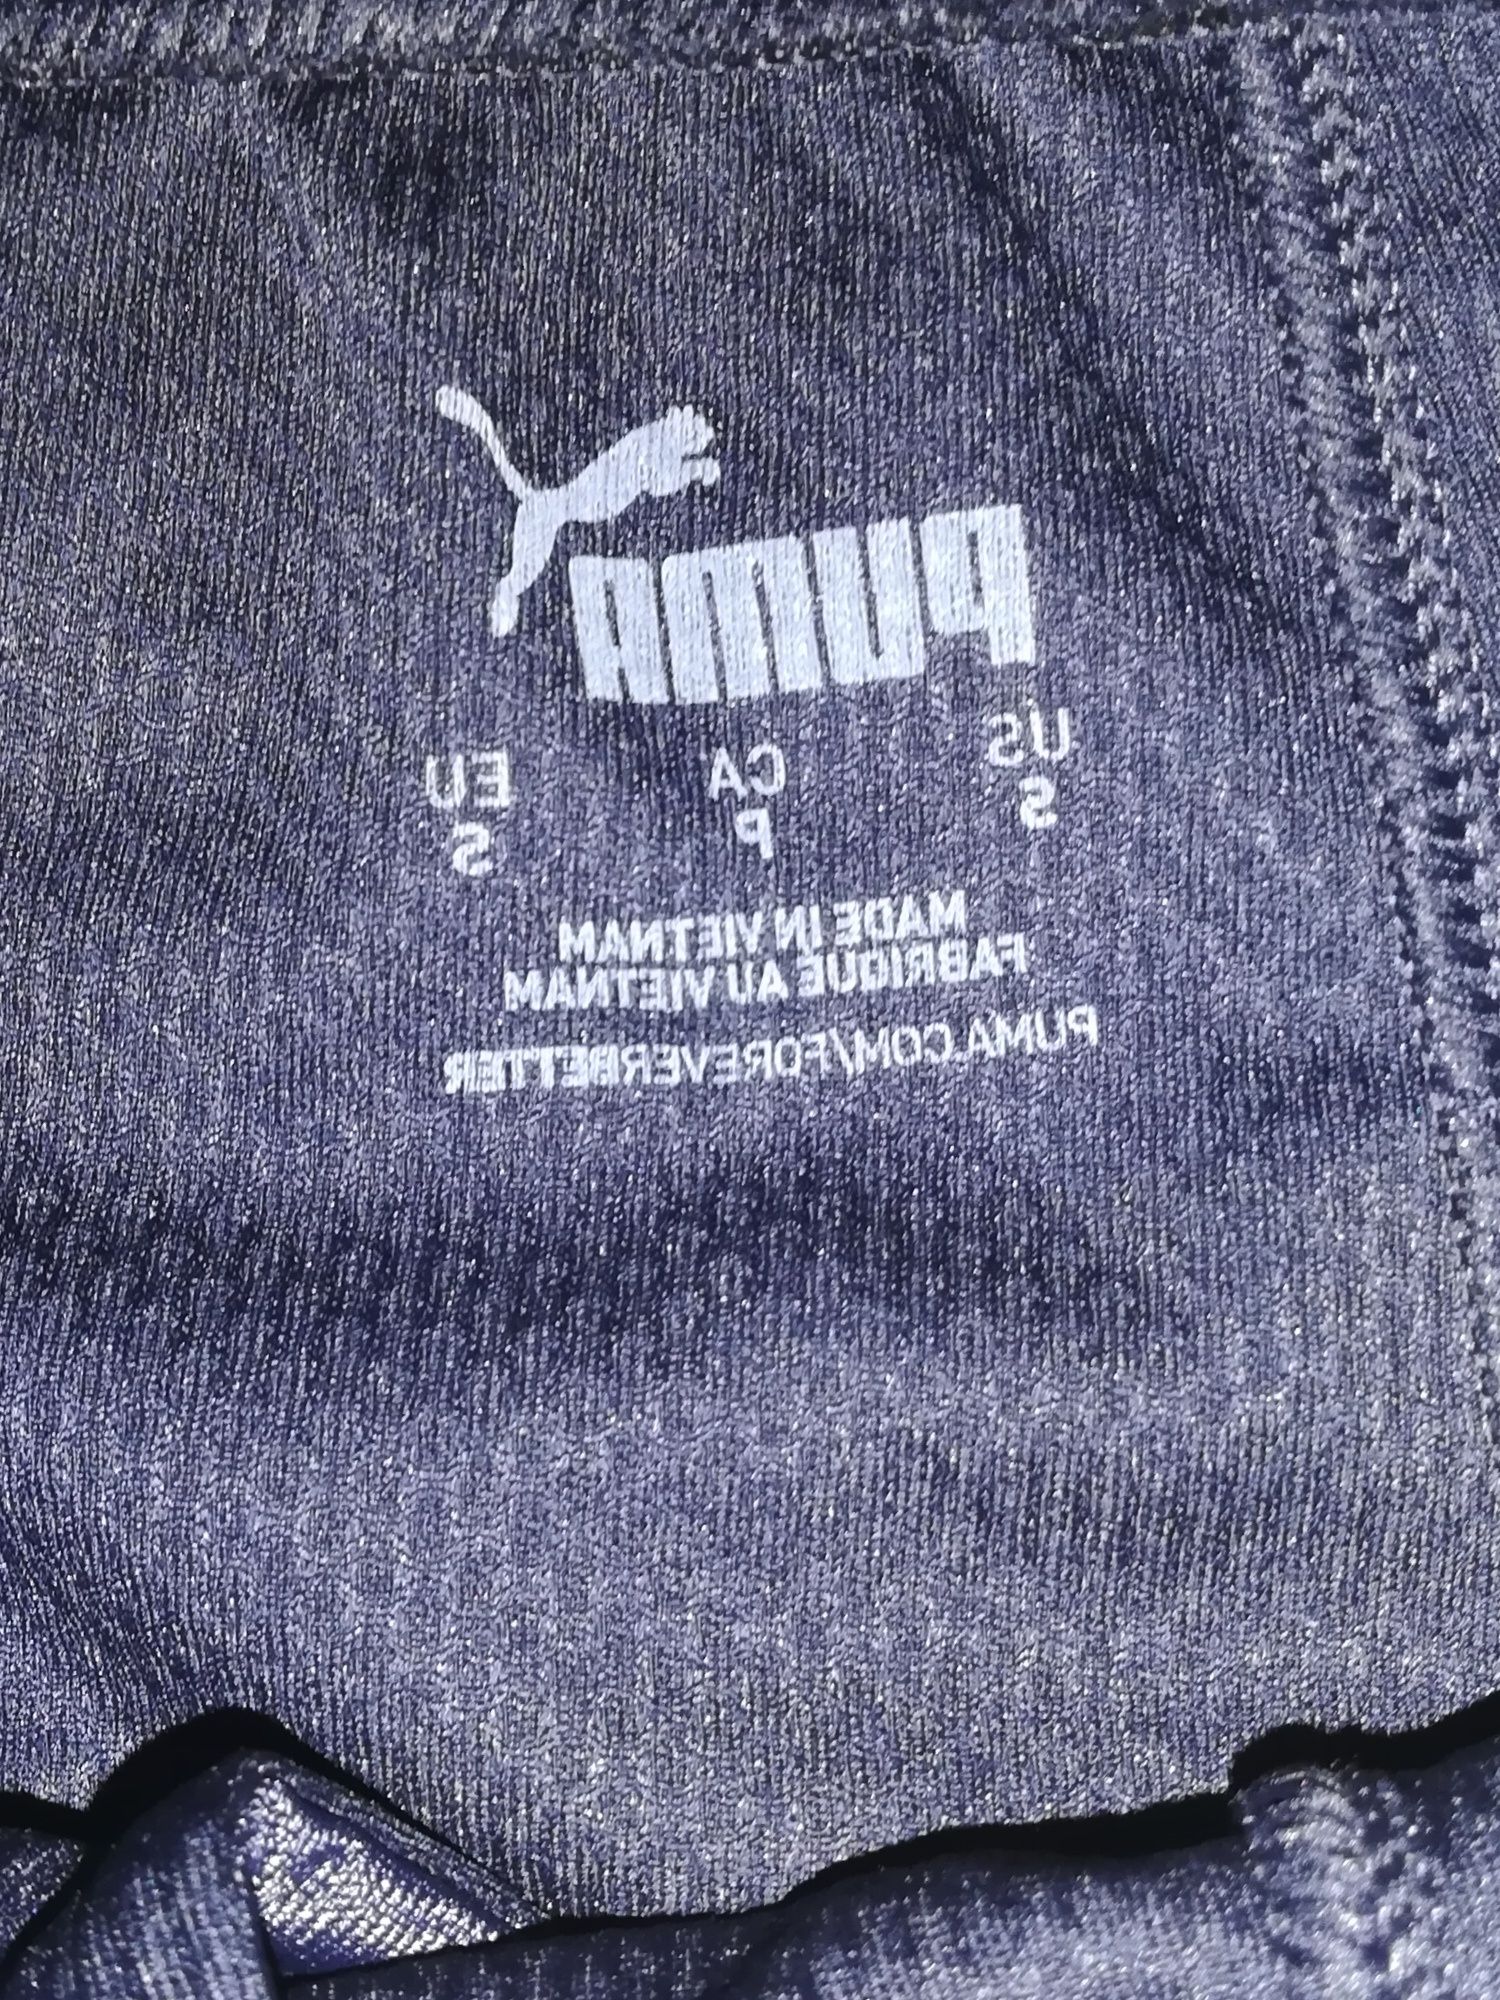 PUMA
US CA EU
S P S
MADE IN VIETNAM
FABRIQUE AU VIETNAM
PUMA.COM/FOREVERBETTER